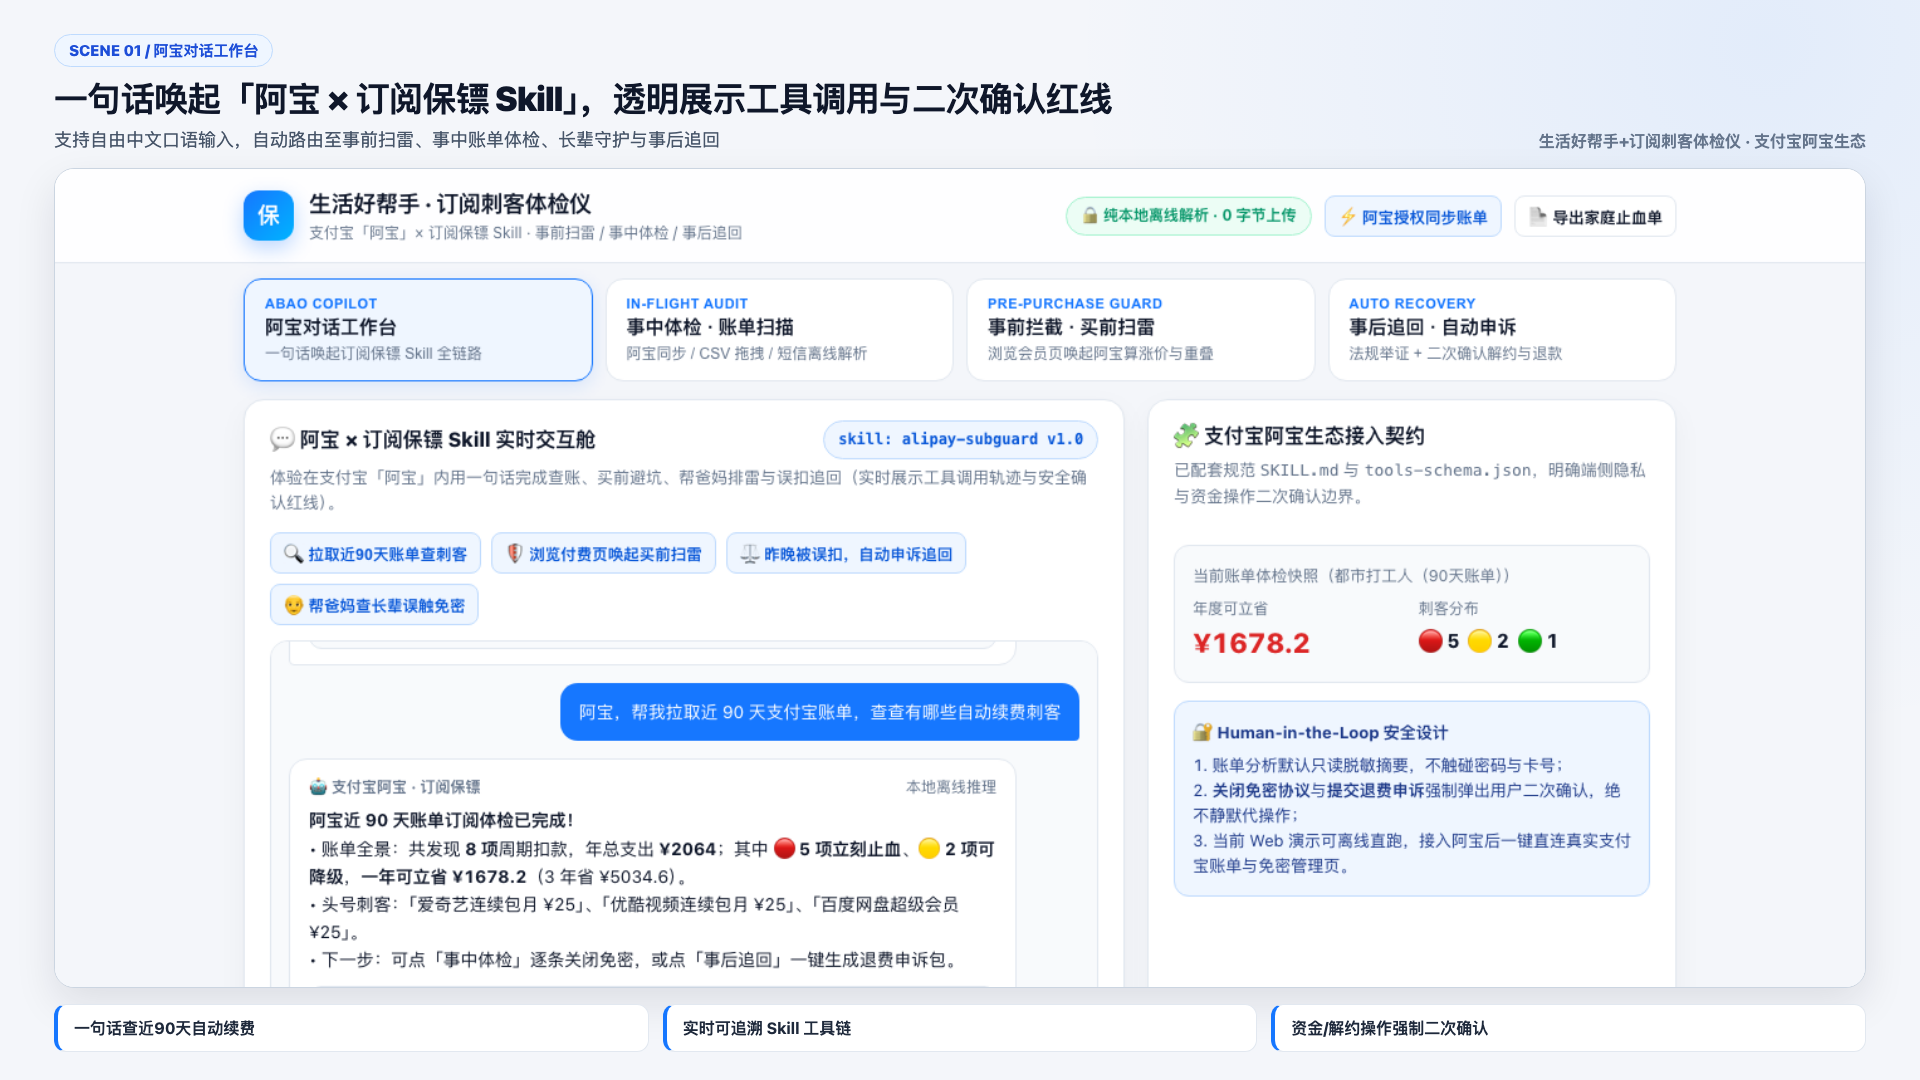 SCENE 01 / 阿宝对话工作台
一句话唤起「阿宝 × 订阅保镖 Skill」，透明展示工具调用与二次确认红线
支持自由中文口语输入，自动路由至事前扫雷、事中账单体检、长辈守护与事后追回
生活好帮手+订阅刺客体检仪 · 支付宝阿宝生态
保
生活好帮手 · 订阅刺客体检仪
支付宝「阿宝」× 订阅保镖 Skill · 事前扫雷 / 事中体检 / 事后追回
🔒 纯本地离线解析 · 0 字节上传
⚡ 阿宝授权同步账单
📄 导出家庭止血单
ABAO COPILOT
阿宝对话工作台
一句话唤起订阅保镖 Skill 全链路
IN-FLIGHT AUDIT
事中体检 · 账单扫描
阿宝同步 / CSV 拖拽 / 短信离线解析
PRE-PURCHASE GUARD
事前拦截 · 买前扫雷
浏览会员页唤起阿宝算涨价与重叠
AUTO RECOVERY
事后追回 · 自动申诉
法规举证 + 二次确认解约与退款
💬 阿宝 × 订阅保镖 Skill 实时交互舱
skill: alipay-subguard v1.0
体验在支付宝「阿宝」内用一句话完成查账、买前避坑、帮爸妈排雷与误扣追回（实时展示工具调用轨迹与安全确
认红线）。
🔍 拉取近90天账单查刺客
🛡️ 浏览付费页唤起买前扫雷
⚖️ 昨晚被误扣，自动申诉追回
👴 帮爸妈查长辈误触免密
阿宝，帮我拉取近 90 天支付宝账单，查查有哪些自动续费刺客
🤖 支付宝阿宝 · 订阅保镖
本地离线推理
阿宝近 90 天账单订阅体检已完成！
• 账单全景：共发现 8 项周期扣款，年总支出 ¥2064；其中 🔴 5 项立刻止血、🟡 2 项可
降级，一年可立省 ¥1678.2（3 年省 ¥5034.6）。
• 头号刺客：「爱奇艺连续包月 ¥25」、「优酷视频连续包月 ¥25」、「百度网盘超级会员
¥25」。
• 下一步：可点「事中体检」逐条关闭免密，或点「事后追回」一键生成退费申诉包。
🧩 支付宝阿宝生态接入契约
已配套规范 SKILL.md 与 tools-schema.json，明确端侧隐私
与资金操作二次确认边界。
当前账单体检快照（都市打工人（90天账单））
年度可立省
刺客分布
¥1678.2
🔴 5 🟡 2 🟢 1
🔐 Human-in-the-Loop 安全设计
1. 账单分析默认只读脱敏摘要，不触碰密码与卡号；
2. 关闭免密协议与提交退费申诉强制弹出用户二次确认，绝
不静默代操作；
3. 当前 Web 演示可离线直跑，接入阿宝后一键直连真实支付
宝账单与免密管理页。
一句话查近90天自动续费
实时可追溯 Skill 工具链
资金/解约操作强制二次确认